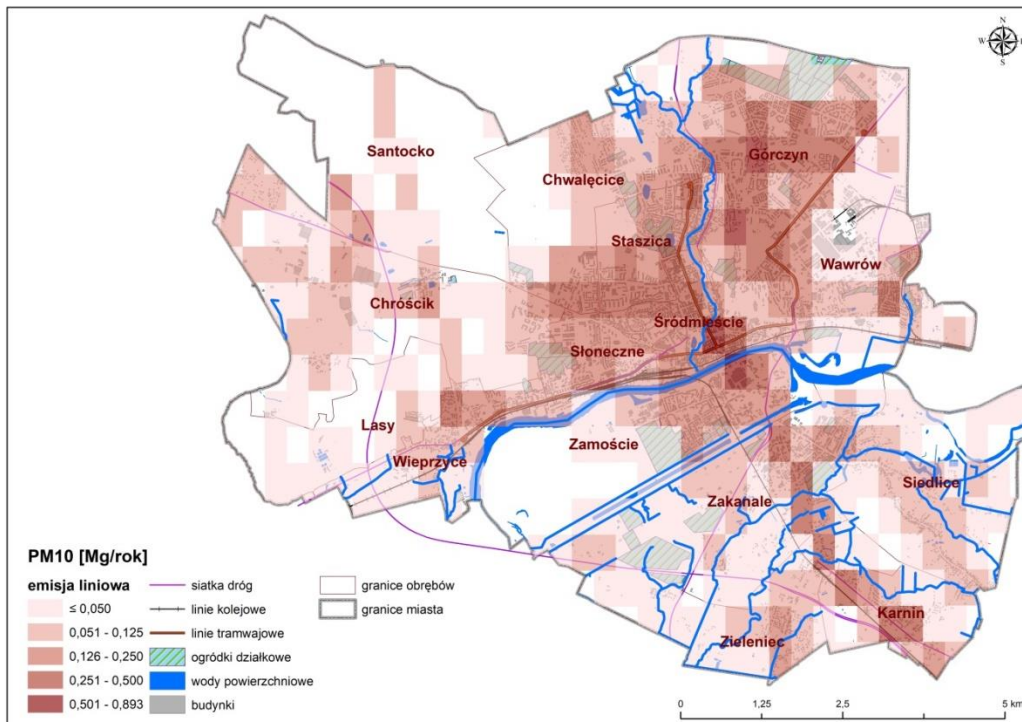 N
W E
S
Santocko
Górczyn
Chwalęcice
Staszica
Wawrów
Chróścik
Śródmieście
Słoneczne
Lasy
Zamoście
Wieprzyce
Siedlice
Zakanale
Karnin
Zieleniec
PM10 [Mg/rok]
emisja liniowa
≤ 0,050
0,051 - 0,125
0,126 - 0,250
0,251 - 0,500
0,501 - 0,893
siatka dróg
linie kolejowe
linie tramwajowe
ogródki działkowe
wody powierzchniowe
budynki
granice obrębów
granice miasta
0 1,25 2,5 5 km